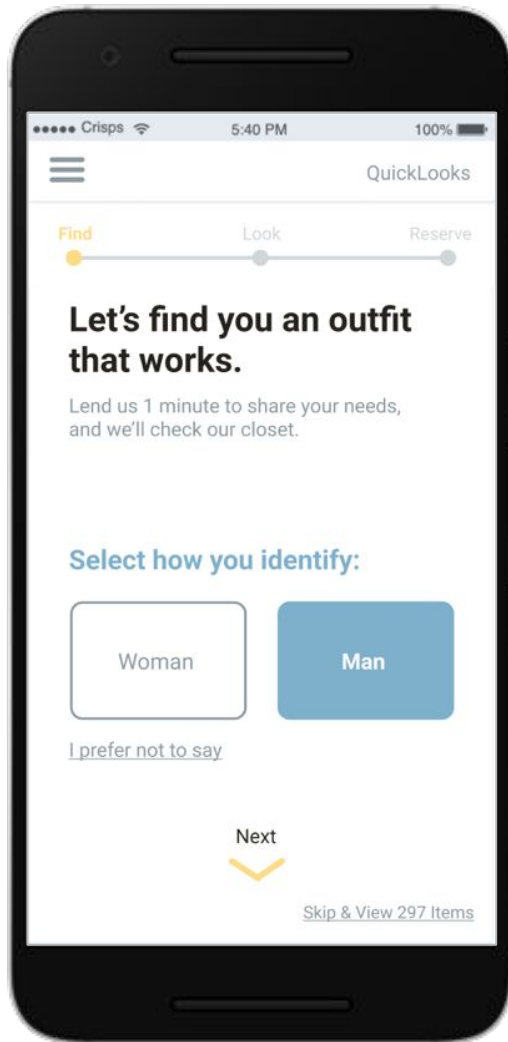 Crisps 5:40 PM 100%
QuickLooks
Find Look Reserve
Let's find you an outfit
that works.
Lend us 1 minute to share your needs,
and we'll check our closet.
Select how you identify:
Woman Man
I prefer not to say
Next
Skip & View 297 Items